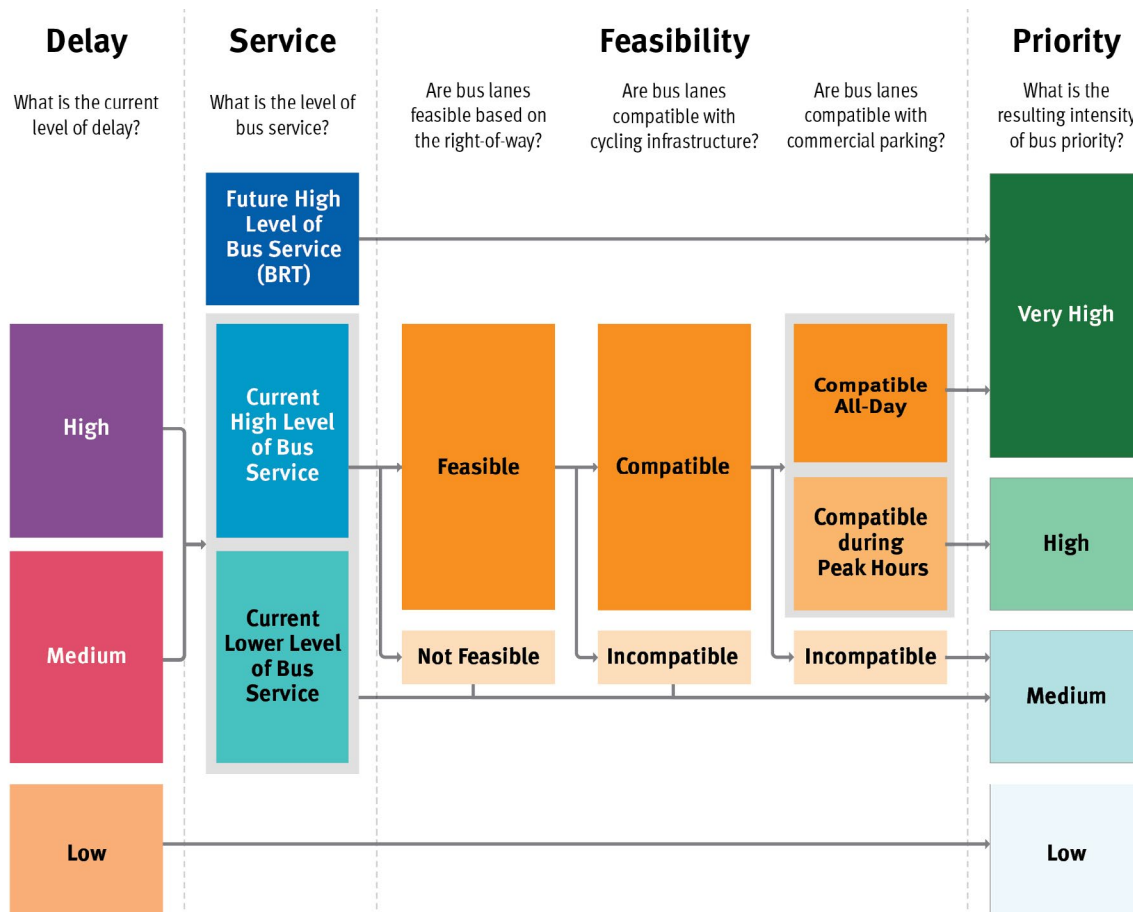 Delay
Service
Feasibility
Priority
What is the current
level of delay?
What is the level of
bus service?
Are bus lanes
feasible based on
the right-of-way?
Are bus lanes
compatible with
cycling infrastructure?
Are bus lanes
compatible with
commercial parking?
What is the
resulting intensity
of bus priority?
Future High
Level of
Bus Service
(BRT)
High
Medium
Low
Current
High Level
of Bus
Service
Current
Lower Level
of Bus
Service
Feasible
Not Feasible
Compatible
Incompatible
Compatible
All-Day
Compatible
during
Peak Hours
Incompatible
Very High
High
Medium
Low